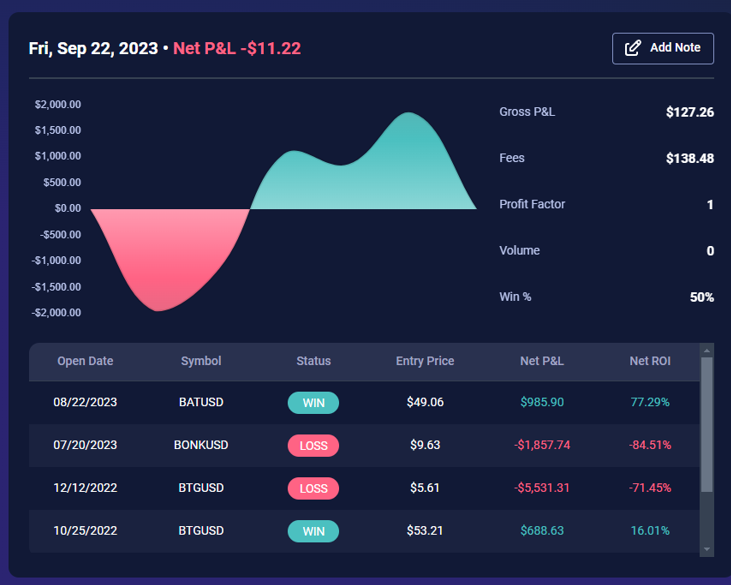 Fri, Sep 22, 2023 • Net P&L -$11.22
Add Note
$2,000.00
$1,500.00
$1,000.00
$500.00
$0.00
-$500.00
-$1,000.00
-$1,500.00
-$2,000.00
Gross P&L $127.26
Fees $138.48
Profit Factor 1
Volume 0
Win % 50%
Open Date Symbol Status Entry Price Net P&L Net ROI
08/22/2023 BATUSD WIN $49.06 $985.90 77.29%
07/20/2023 BONKUSD LOSS $9.63 -$1,857.74 -84.51%
12/12/2022 BTGUSD LOSS $5.61 -$5,531.31 -71.45%
10/25/2022 BTGUSD WIN $53.21 $688.63 16.01%